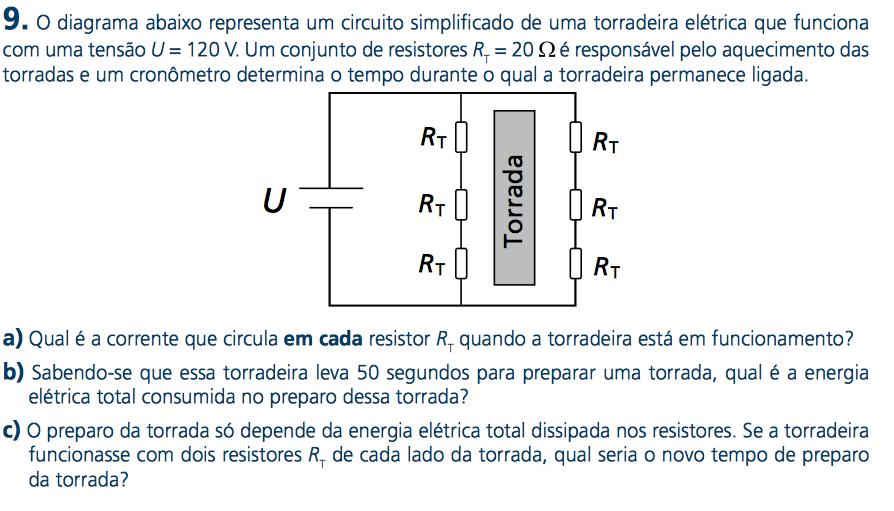 9. O diagrama abaixo representa um circuito simplificado de uma torradeira elétrica que funciona
com uma tensão U = 120 V. Um conjunto de resistores R_T = 20 Ω é responsável pelo aquecimento das
torradas e um cronômetro determina o tempo durante o qual a torradeira permanece ligada.
R_T
R_T
U
R_T
R_T
R_T
R_T
Torrada
a) Qual é a corrente que circula em cada resistor R_T quando a torradeira está em funcionamento?
b) Sabendo-se que essa torradeira leva 50 segundos para preparar uma torrada, qual é a energia
elétrica total consumida no preparo dessa torrada?
c) O preparo da torrada só depende da energia elétrica total dissipada nos resistores. Se a torradeira
funcionasse com dois resistores R_T de cada lado da torrada, qual seria o novo tempo de preparo
da torrada?